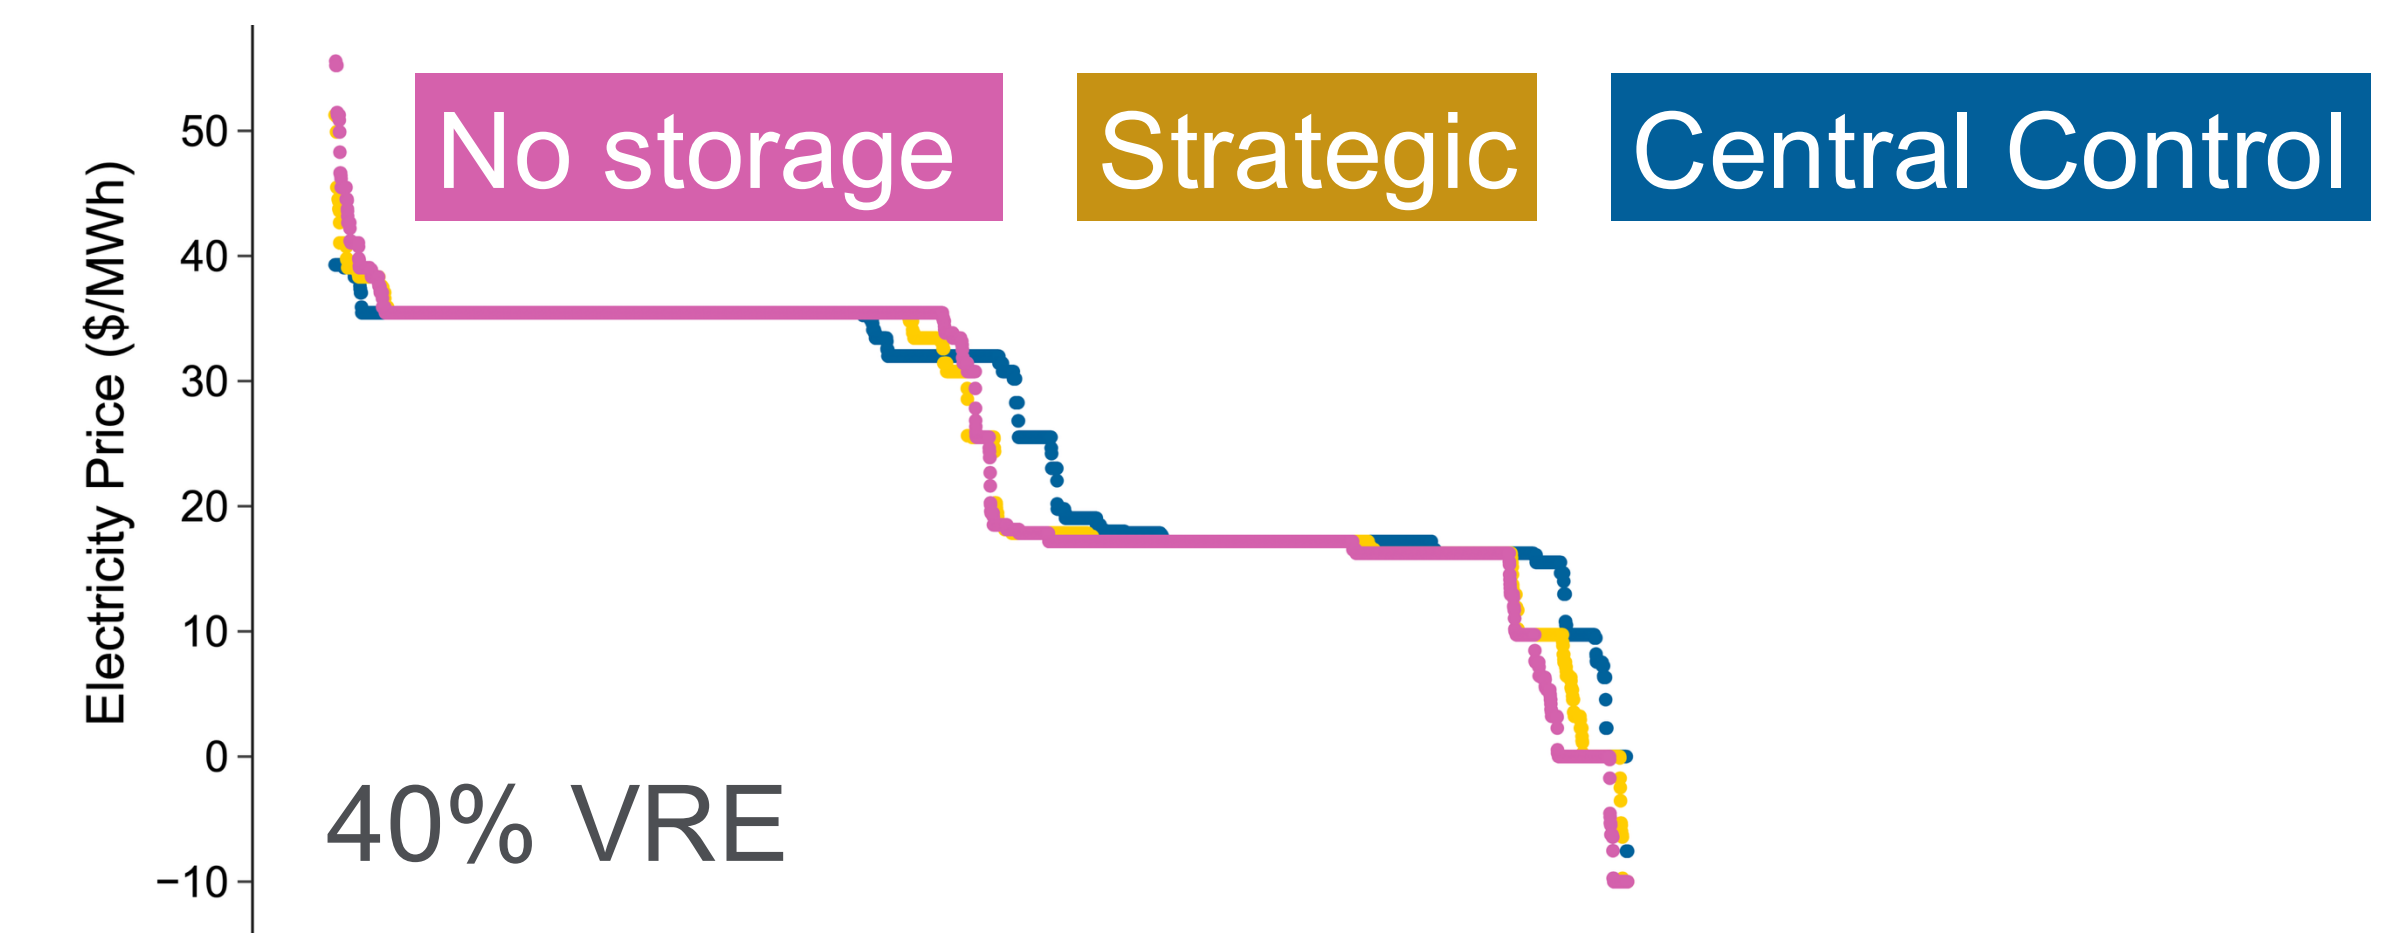 No storage
Strategic
Central Control
Electricity Price ($/MWh)
50
40
30
20
10
0
−10
40% VRE